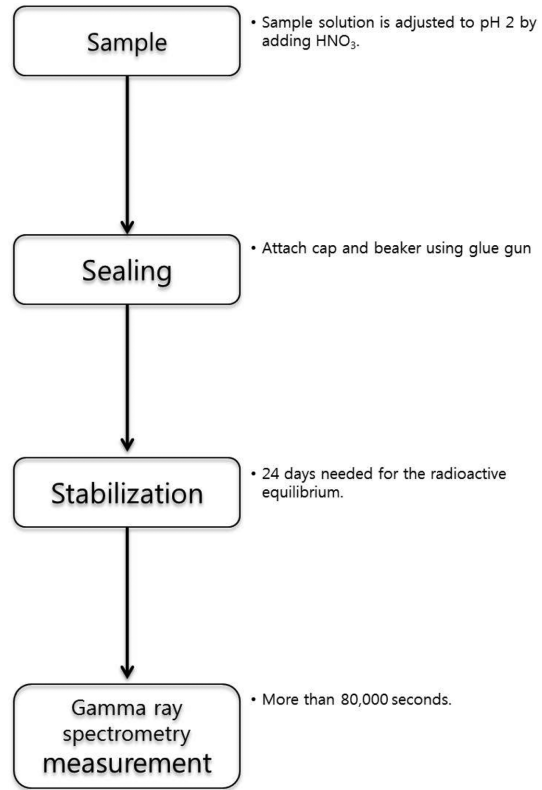 Sample
• Sample solution is adjusted to pH 2 by
adding HNO₃.
Sealing
• Attach cap and beaker using glue gun
Stabilization
• 24 days needed for the radioactive
equilibrium.
Gamma ray
spectrometry
measurement
• More than 80,000 seconds.